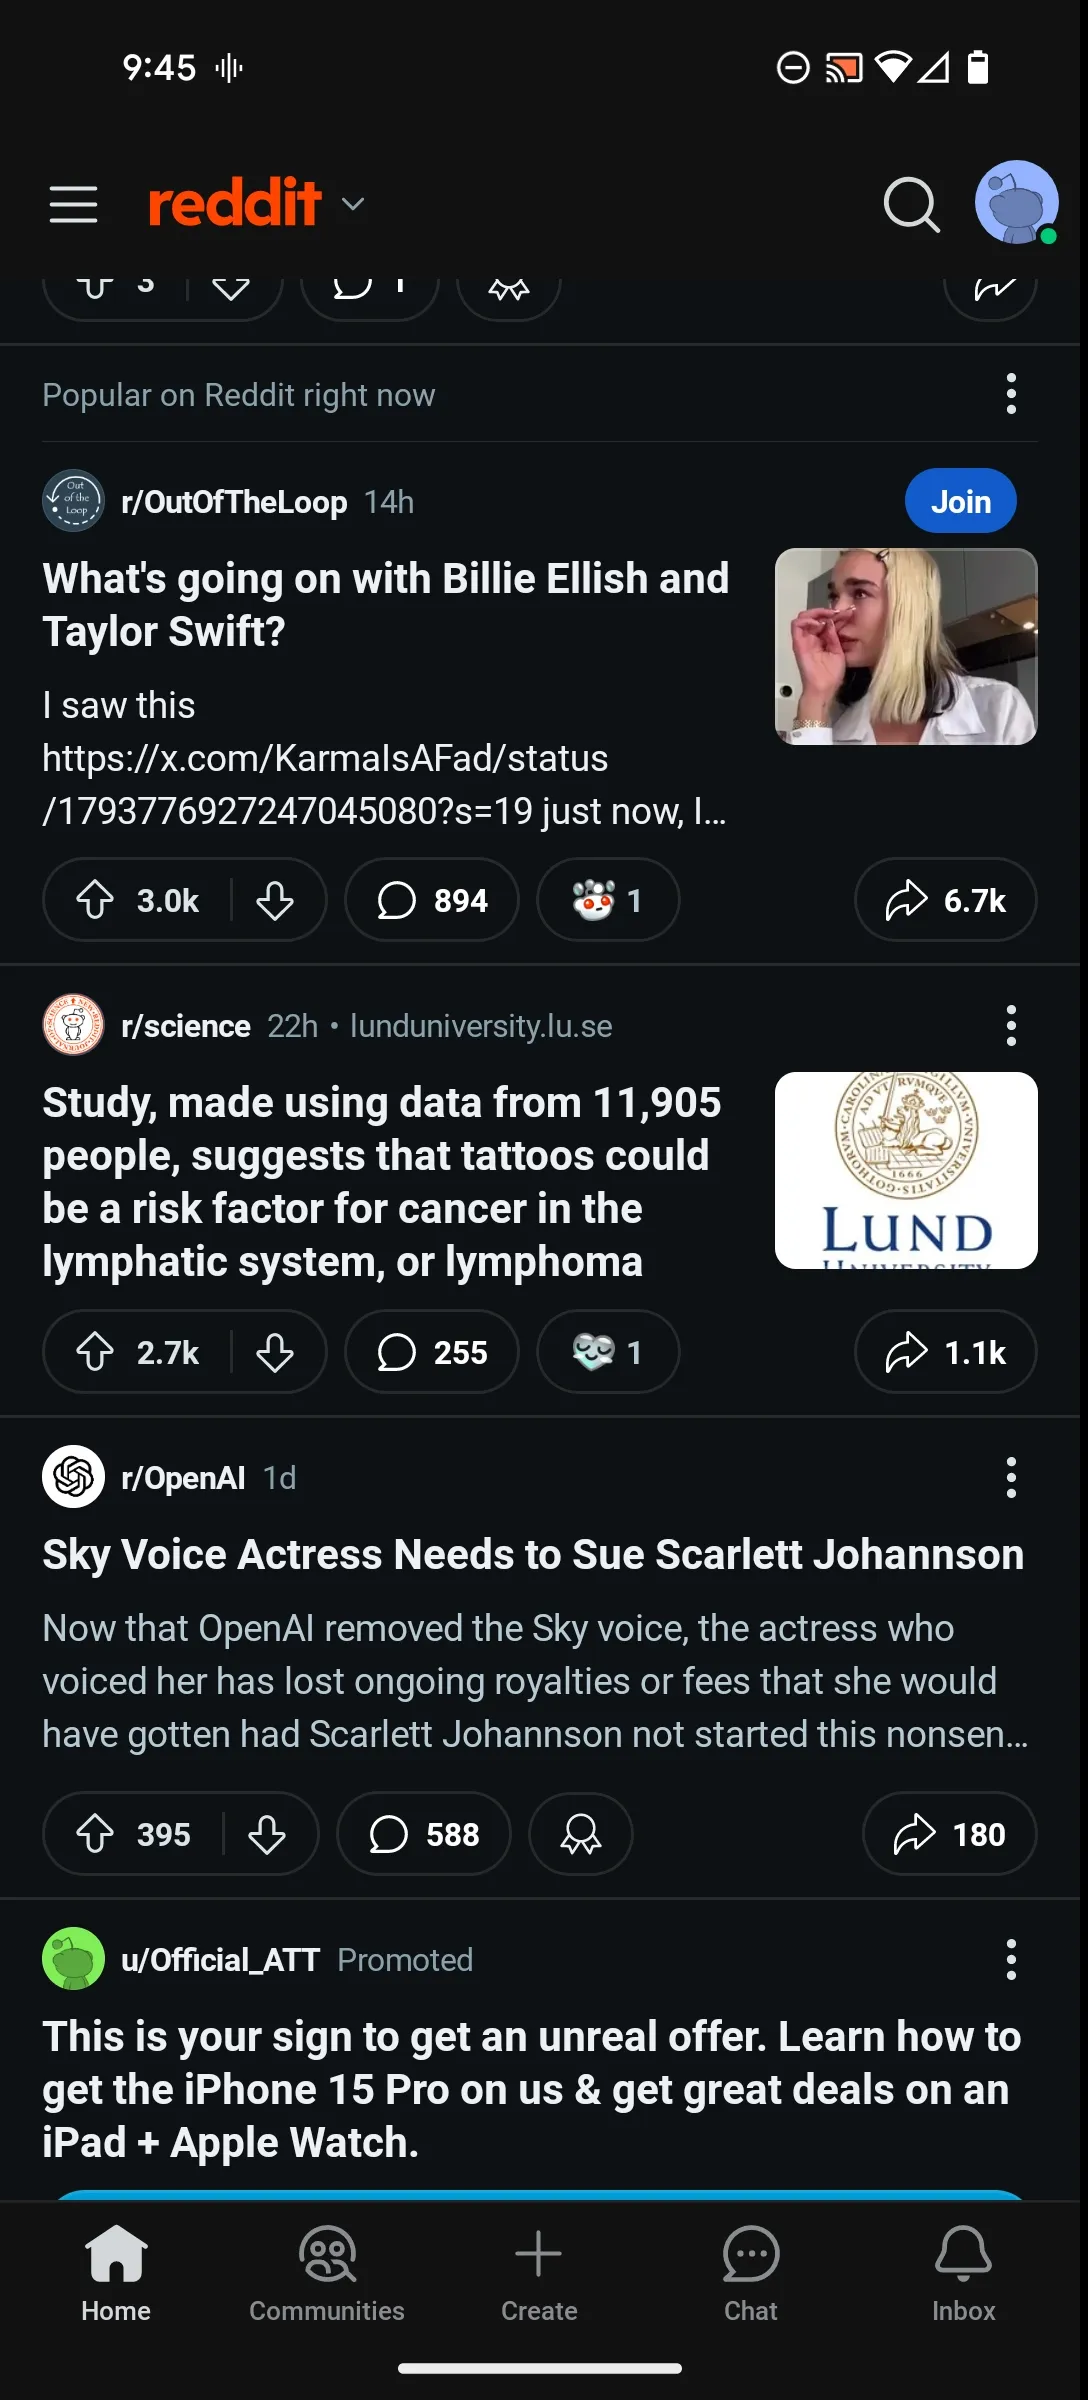 9:45
reddit
3
1
Popular on Reddit right now
Out
of the
Loop
r/OutOfTheLoop 14h
Join
What's going on with Billie Ellish and
Taylor Swift?
I saw this
https://x.com/KarmaIsAFad/status
/1793776927247045080?s=19 just now, I...
3.0k
894
1
6.7k
r/science 22h • lunduniversity.lu.se
Study, made using data from 11,905
people, suggests that tattoos could
be a risk factor for cancer in the
lymphatic system, or lymphoma
1666
LUND
UNIVERSITY
2.7k
255
1
1.1k
r/OpenAI 1d
Sky Voice Actress Needs to Sue Scarlett Johannson
Now that OpenAI removed the Sky voice, the actress who
voiced her has lost ongoing royalties or fees that she would
have gotten had Scarlett Johannson not started this nonsen...
395
588
180
u/Official_ATT Promoted
This is your sign to get an unreal offer. Learn how to
get the iPhone 15 Pro on us & get great deals on an
iPad + Apple Watch.
Home
Communities
Create
Chat
Inbox